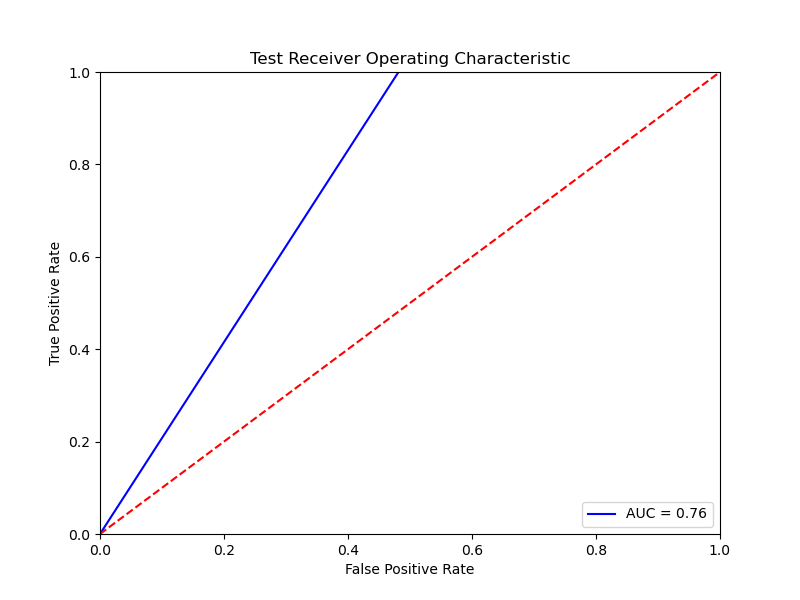 Test Receiver Operating Characteristic
True Positive Rate
1.0
0.8
0.6
0.4
0.2
0.0
AUC = 0.76
0.0 0.2 0.4 0.6 0.8 1.0
False Positive Rate